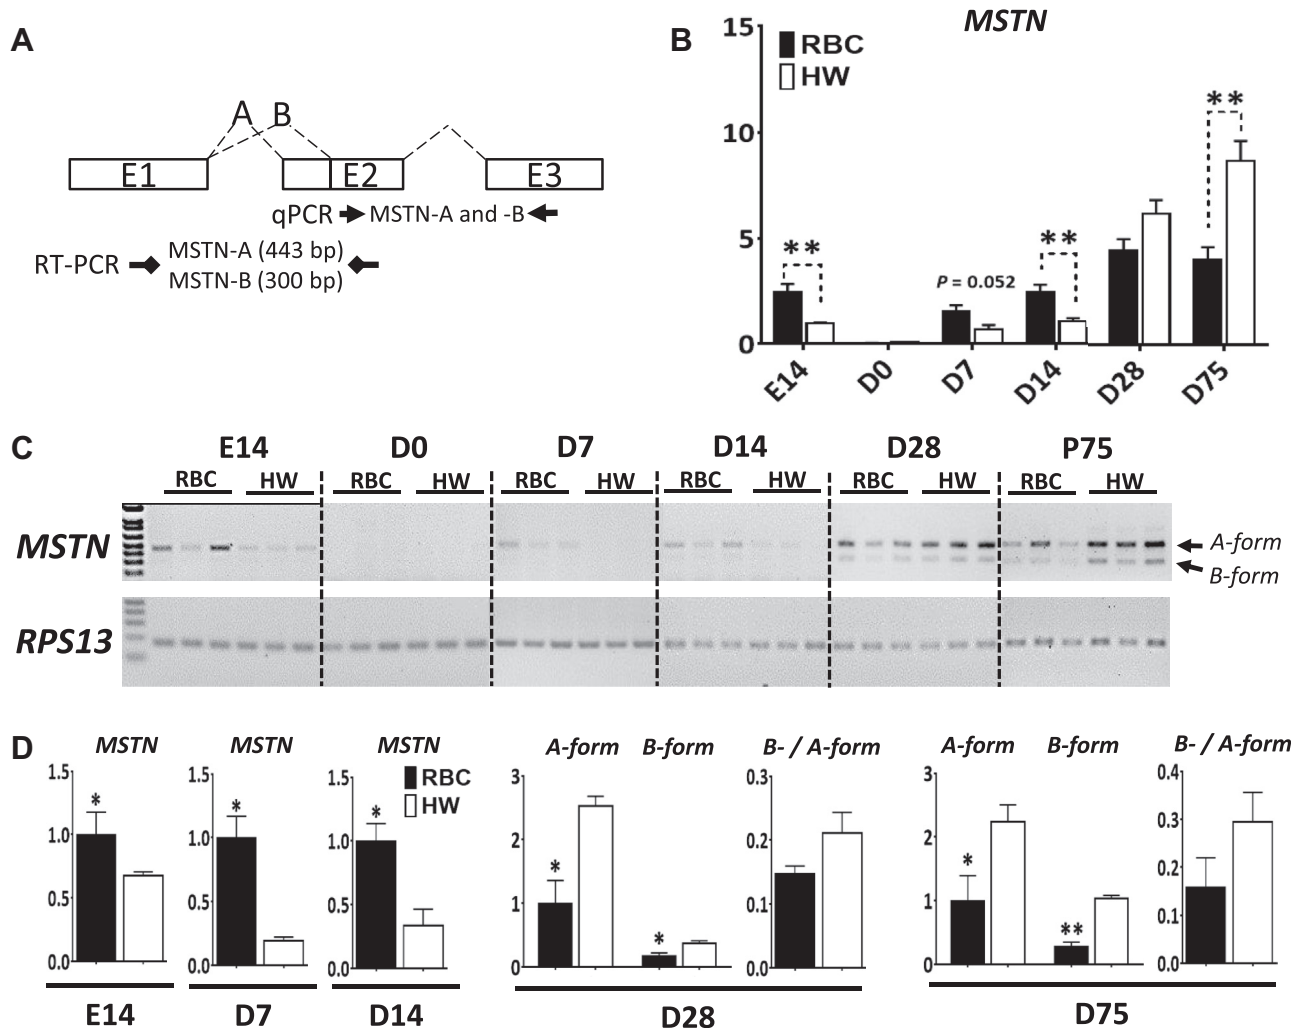 A
A B
E1 E2 E3
qPCR MSTN-A and -B
RT-PCR MSTN-A (443 bp)
MSTN-B (300 bp)
B
MSTN
RBC
HW
15
10
5
0
**
P = 0.052
**
**
E14 D0 D7 D14 D28 D75
C
E14 D0 D7 D14 D28 P75
RBC HW RBC HW RBC HW RBC HW RBC HW RBC HW
MSTN
A-form
B-form
RPS13
D
MSTN MSTN MSTN A-form B-form B- / A-form A-form B-form B- / A-form
RBC
HW
1.5
1.0
0.5
0.0
*
1.5
1.0
0.5
0.0
*
1.5
1.0
0.5
0.0
*
3
2
1
0
*
*
0.3
0.2
0.1
0.0
3
2
1
0
*
**
0.4
0.3
0.2
0.1
0.0
E14 D7 D14 D28 D75